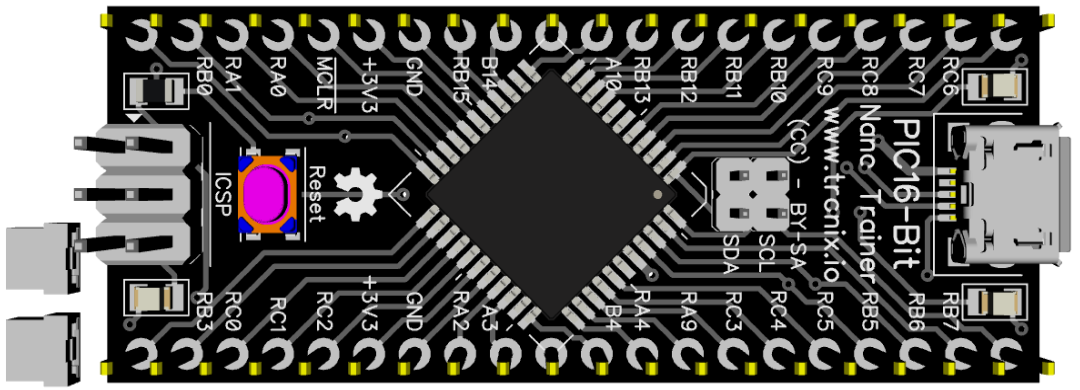 RB0
RA1
RA0
MCLR
+3V3
GND
RB15
B14
A10
RB13
RB12
RB11
RB10
RC9
RC8
RC7
RC6
ICSP
Reset
SDA
SCL
(CC) - BY-SA
www.tronix.io
Nano Trainer
PIC16-Bit
RB3
RC0
RC1
RC2
+3V3
GND
RA2
A3
B4
RA4
RA9
RC3
RC4
RC5
RB5
RB6
RB7